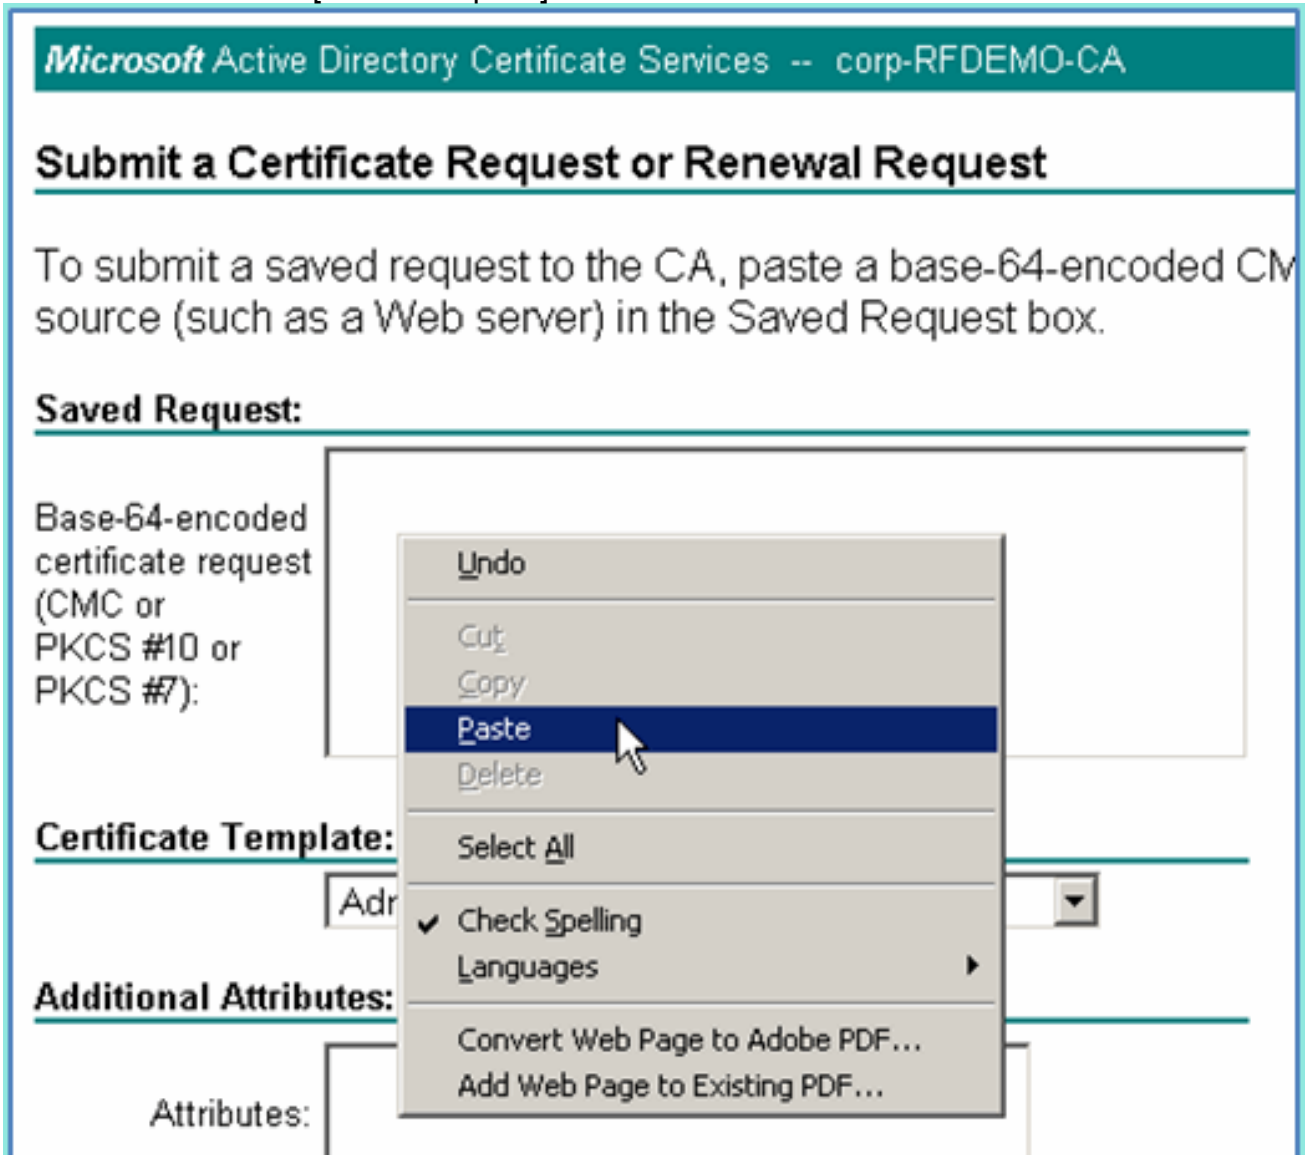 Microsoft Active Directory Certificate Services -- corp-RFDEMO-CA
Submit a Certificate Request or Renewal Request
To submit a saved request to the CA, paste a base-64-encoded
source (such as a Web server) in the Saved Request box.
Saved Request:
Base-64-encoded
certificate request
(CMC or
PKCS #10 or
PKCS #7):
Undo
Cut
Copy
Paste
Delete
Select All
Check Spelling
Languages
Convert Web Page to Adobe PDF...
Add Web Page to Existing PDF...
Certificate Template:
Additional Attributes:
Attributes: